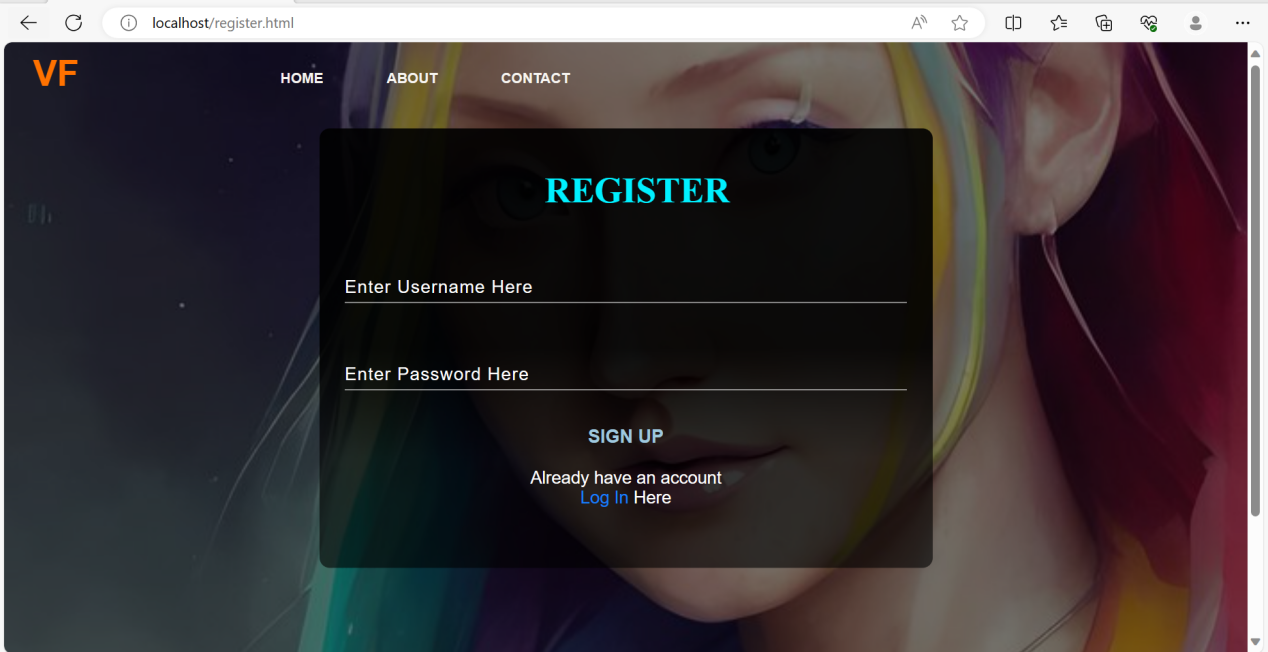 localhost/register.html
VF
HOME ABOUT CONTACT
REGISTER
Enter Username Here
Enter Password Here
SIGN UP
Already have an account
Log In Here